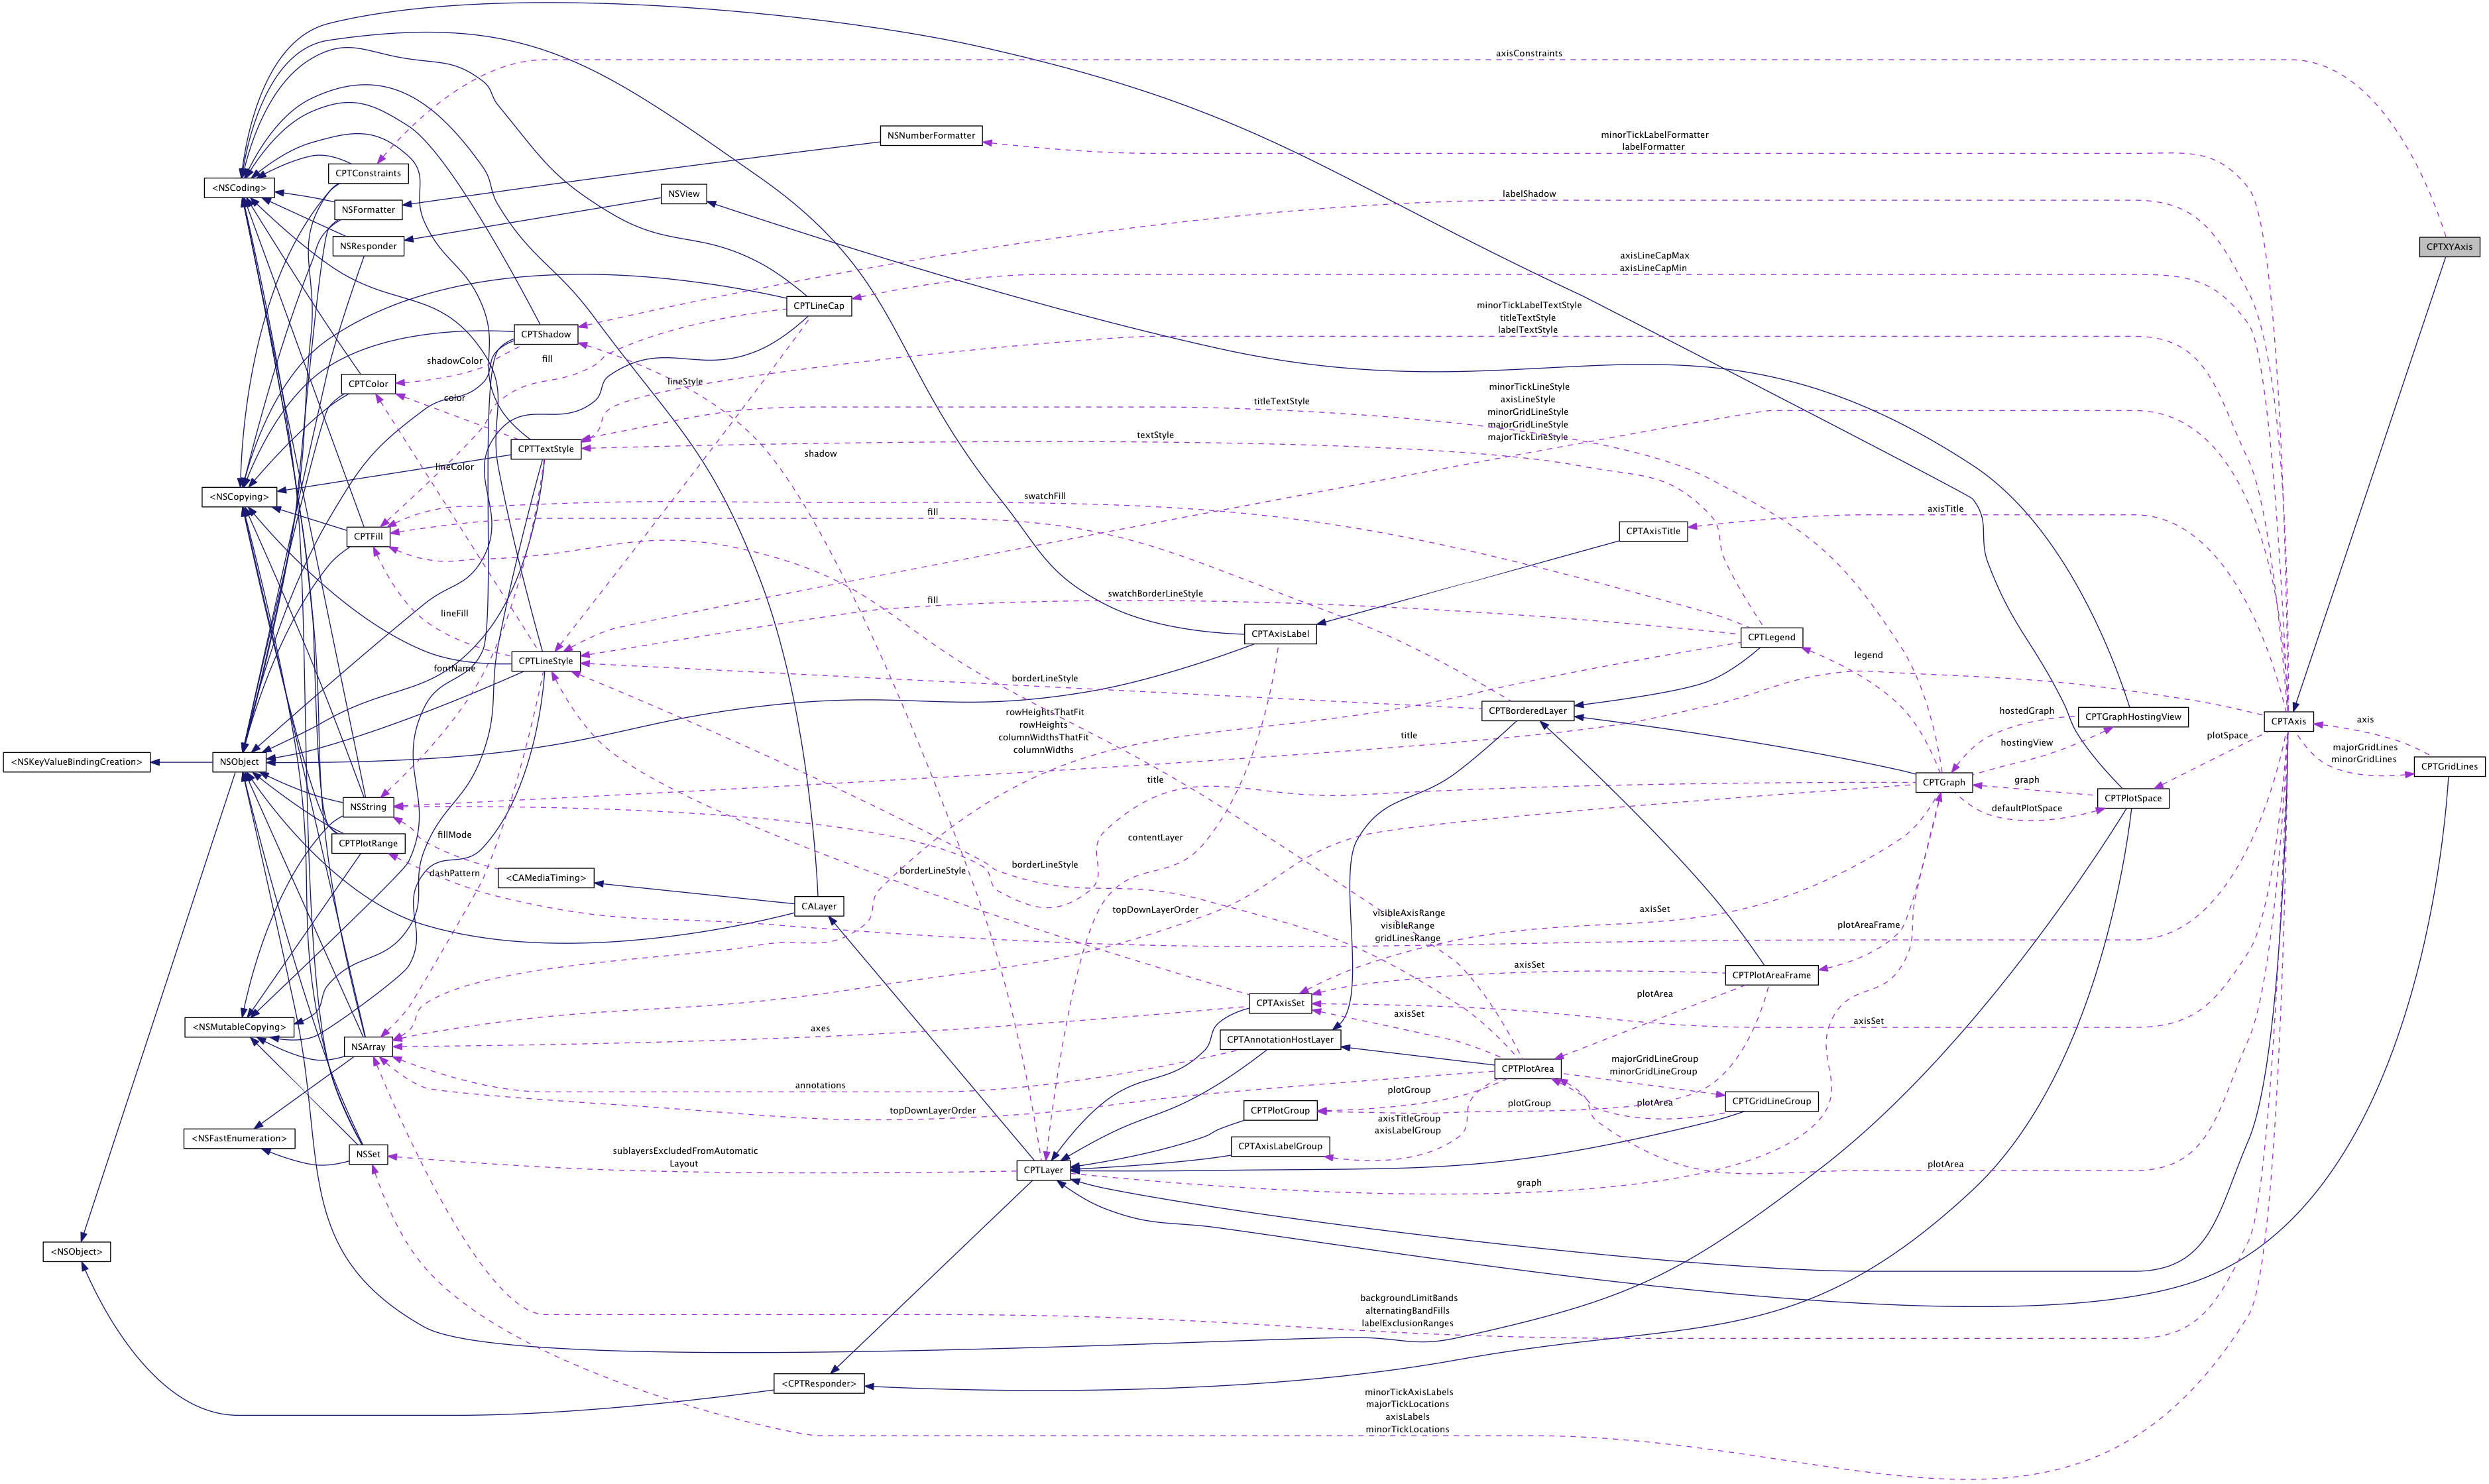 axisConstraints
NSNumberFormatter
minorTickLabelFormatter
labelFormatter
CPTConstraints
<NSCoding>
NSView
labelShadow
NSFormatter
NSResponder
CPTXYAxis
axisLineCapMax
axisLineCapMin
CPTLineCap
minorTickLabelTextStyle
titleTextStyle
labelTextStyle
CPTShadow
shadowColor
fill
lineStyle
CPTColor
color
minorTickLineStyle
axisLineStyle
minorGridLineStyle
majorGridLineStyle
majorTickLineStyle
titleTextStyle
textStyle
CPTTextStyle
shadow
lineColor
<NSCopying>
swatchFill
fill
CPTFill
CPTAxisTitle
axisTitle
fill
swatchBorderLineStyle
lineFill
CPTAxisLabel
CPTLegend
legend
CPTLineStyle
fontName
borderLineStyle
CPTBorderedLayer
hostedGraph
CPTGraphHostingView
CPTAxis
axis
rowHeightsThatFit
rowHeights
columnWidthsThatFit
columnWidths
title
hostingView
plotSpace
majorGridLines
minorGridLines
<NSKeyValueBindingCreation>
NSObject
CPTGridLines
title
CPTGraph
graph
CPTPlotSpace
NSString
defaultPlotSpace
fillMode
contentLayer
CPTPlotRange
dashPattern
<CAMediaTiming>
borderLineStyle
borderLineStyle
CALayer
topDownLayerOrder
visibleAxisRange
visibleRange
gridLinesRange
axisSet
plotAreaFrame
axisSet
CPTPlotAreaFrame
plotArea
CPTAxisSet
<NSMutableCopying>
axes
axisSet
axisSet
NSArray
CPTAnnotationHostLayer
CPTPlotArea
majorGridLineGroup
minorGridLineGroup
annotations
plotGroup
CPTPlotGroup
topDownLayerOrder
plotGroup
plotArea
CPTGridLineGroup
axisTitleGroup
axisLabelGroup
<NSFastEnumeration>
CPTAxisLabelGroup
NSSet
sublayersExcludedFromAutomatic
Layout
CPTLayer
plotArea
graph
<NSObject>
backgroundLimitBands
alternatingBandFills
labelExclusionRanges
<CPTResponder>
minorTickAxisLabels
majorTickLocations
axisLabels
minorTickLocations